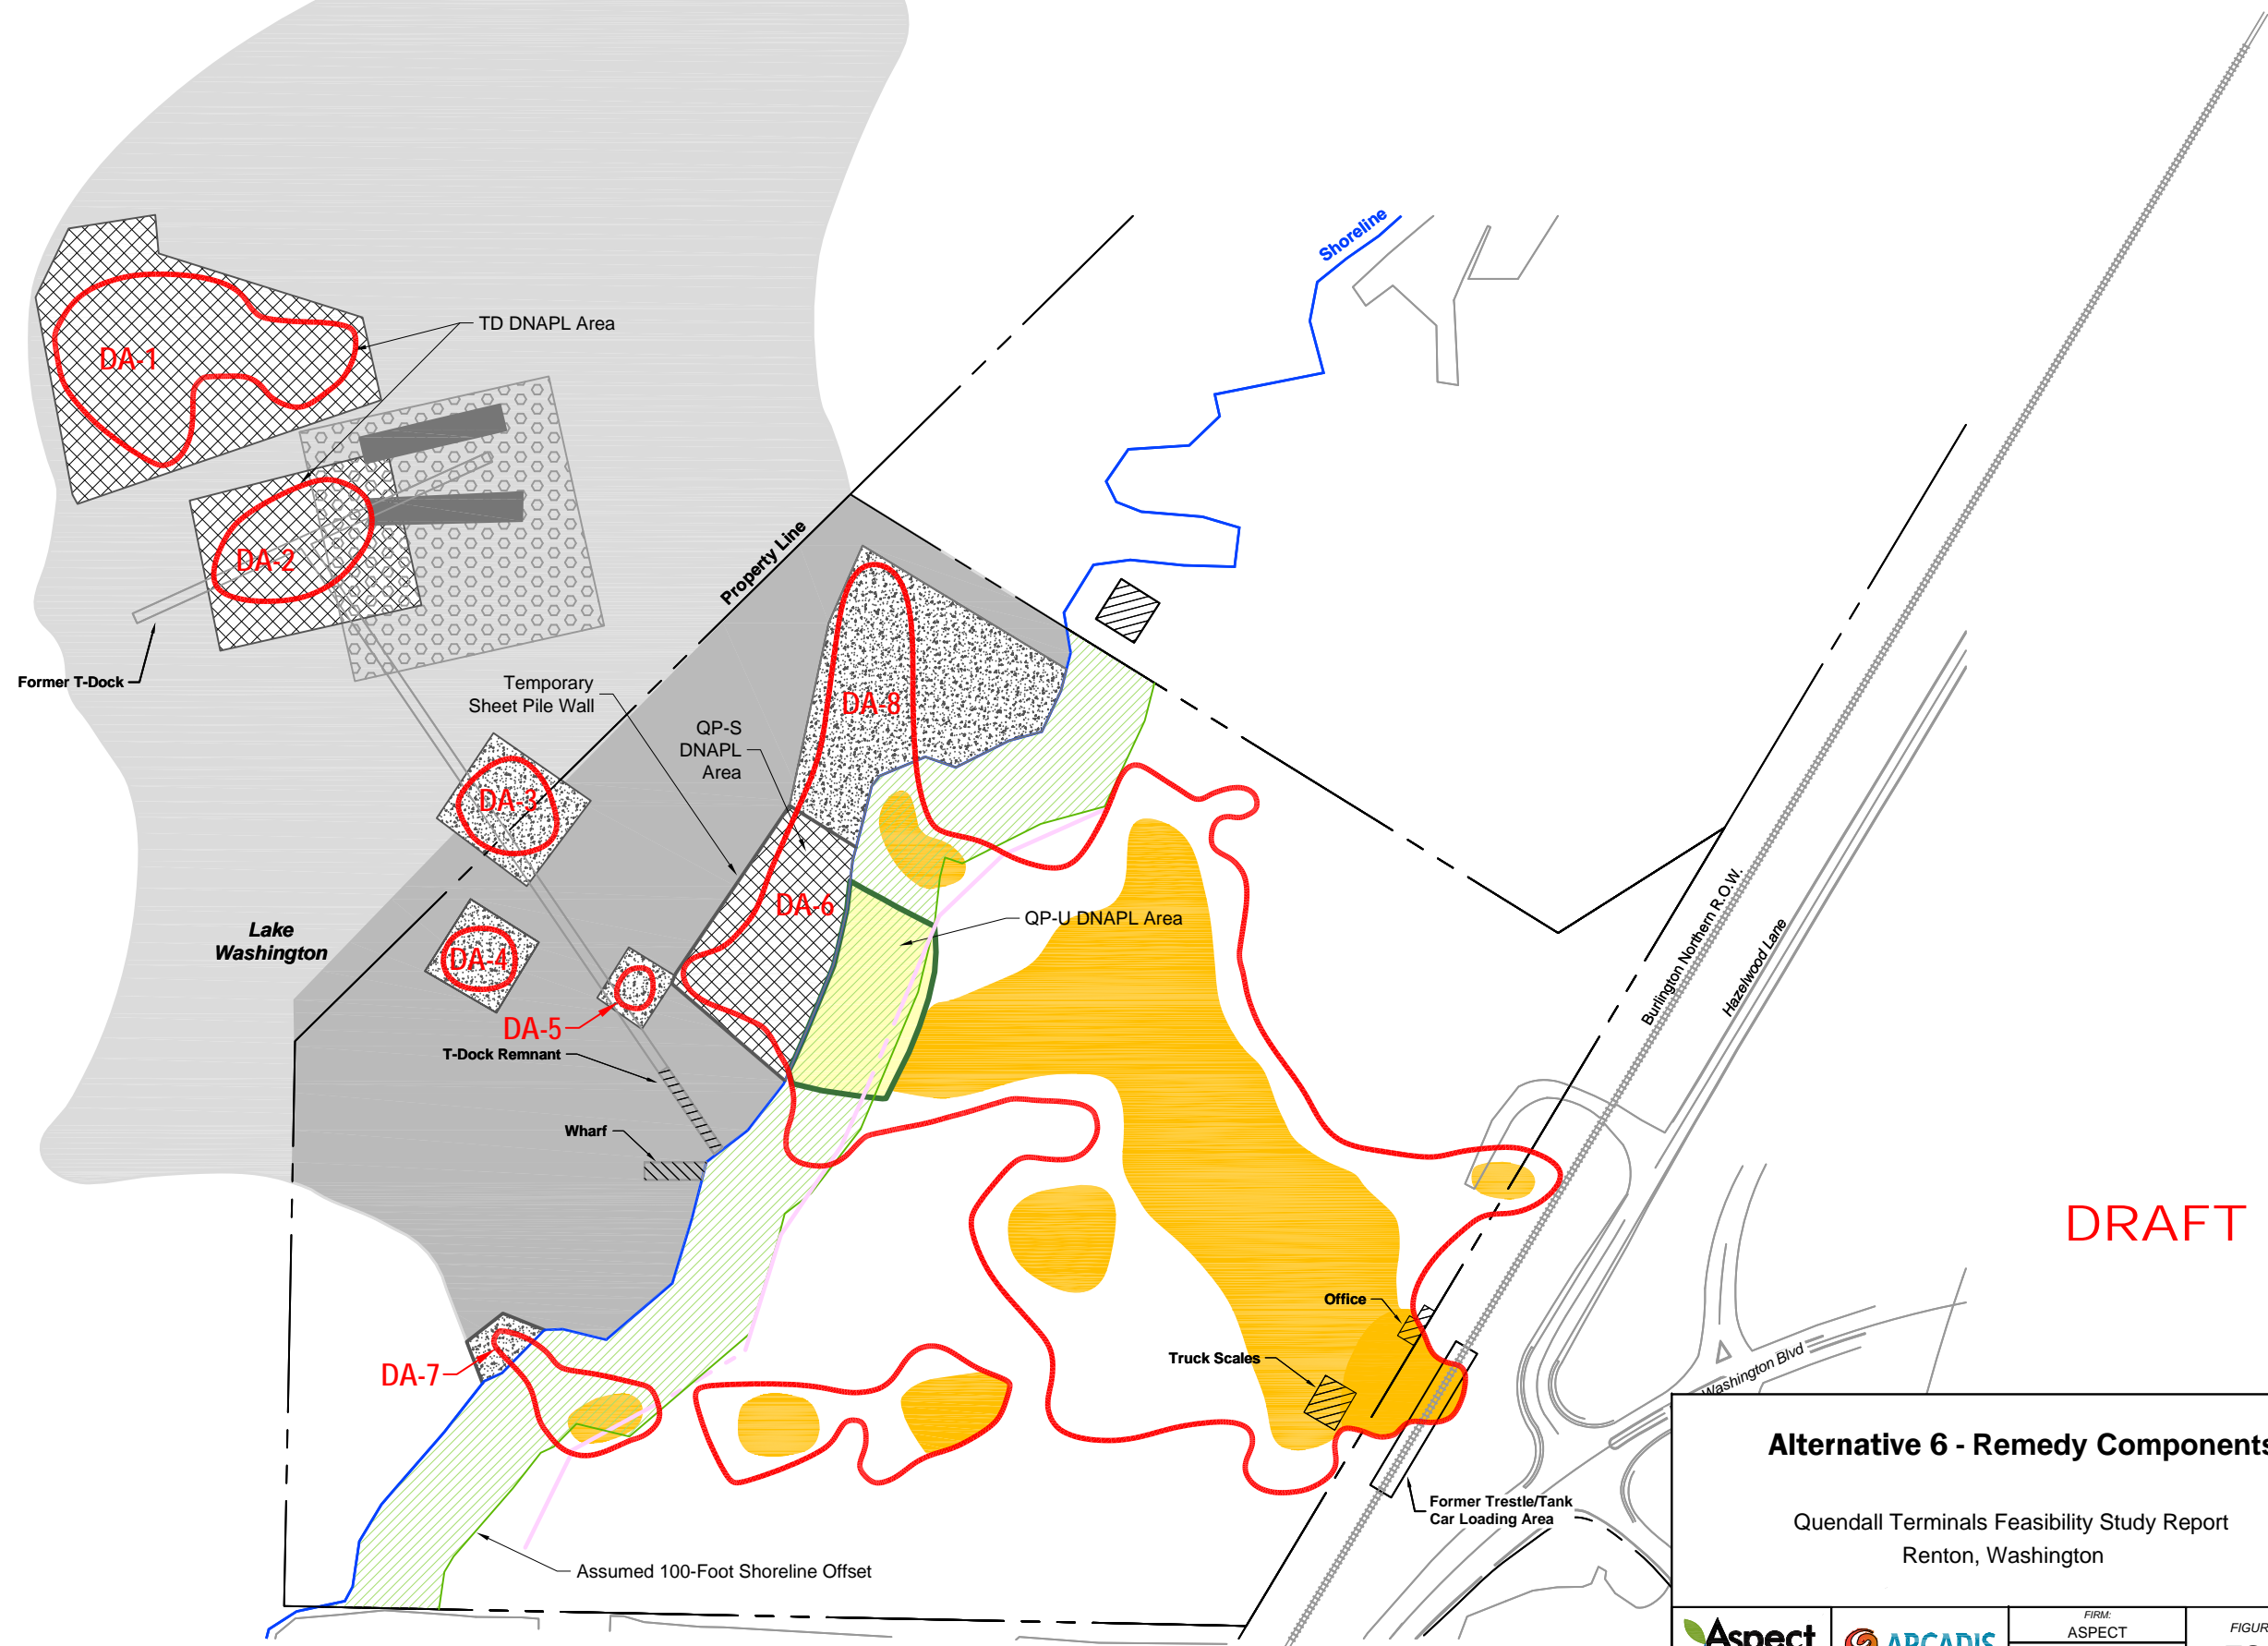 Shoreline
TD DNAPL Area
DA-1
DA-2
Property Line
Former T-Dock
Temporary
Sheet Pile Wall
QP-S
DNAPL
Area
DA-8
DA-3
DA-6
QP-U DNAPL Area
Lake
Washington
DA-4
DA-5
T-Dock Remnant
Wharf
Burlington Northern R.O.W.
Hazelwood Lane
DRAFT
Office
Truck Scales
DA-7
Washington Blvd
Former Trestle/Tank
Car Loading Area
Assumed 100-Foot Shoreline Offset
Alternative 6 - Remedy Components
Quendall Terminals Feasibility Study Report
Renton, Washington
Aspect
ARCADIS
FIRM:
ASPECT